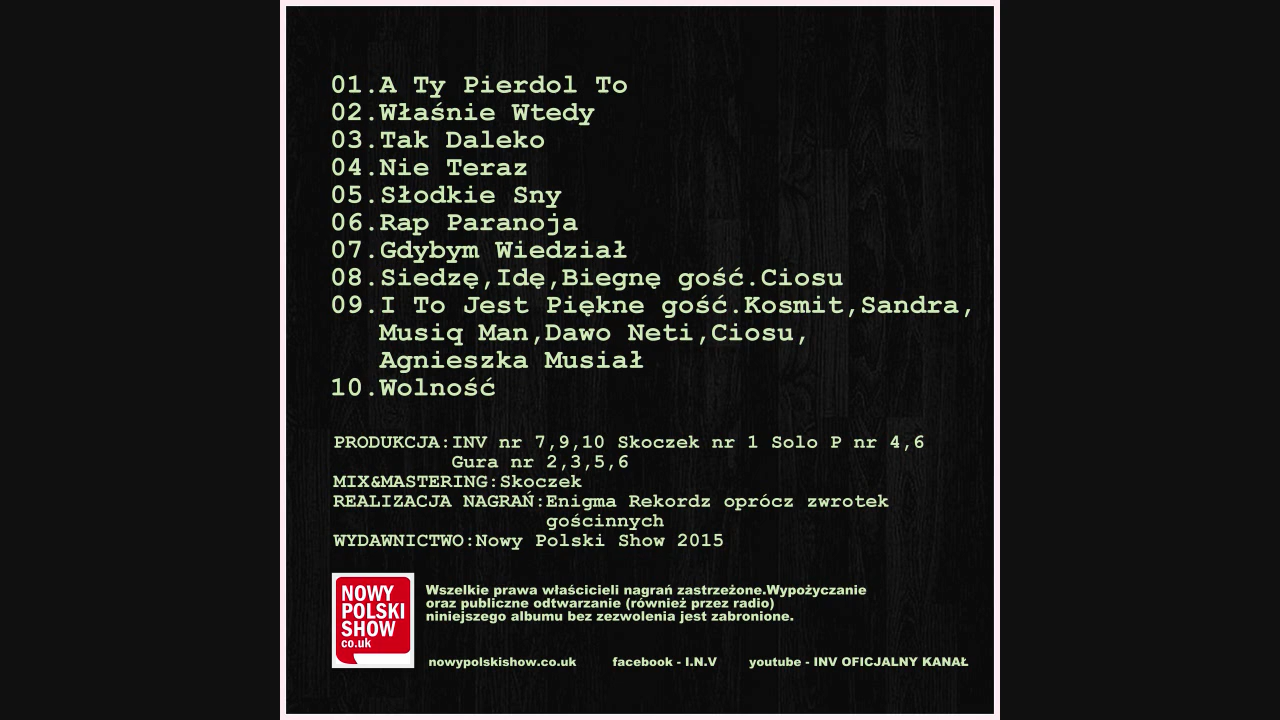 01.A Ty Pierdol To
02.Właśnie Wtedy
03.Tak Daleko
04.Nie Teraz
05.Słodkie Sny
06.Rap Paranoja
07.Gdybym Wiedział
08.Siedzę,Idę,Biegnę gość.Ciosu
09.I To Jest Piękne gość.Kosmit,Sandra,
Musiq Man,Dawo Neti,Ciosu,
Agnieszka Musiał
10.Wolność
PRODUKCJA:INV nr 7,9,10 Skoczek nr 1 Solo P nr 4,6
Gura nr 2,3,5,6
MIX&MASTERING:Skoczek
REALIZACJA NAGRAŃ:Enigma Rekordz oprócz zwrotek
gościnnych
WYDAWNICTWO:Nowy Polski Show 2015
NOWY
POLSKI
SHOW
co.uk
Wszelkie prawa właścicieli nagrań zastrzeżone.Wypożyczanie
oraz publiczne odtwarzanie (również przez radio)
niniejszego albumu bez zezwolenia jest zabronione.
nowypolskishow.co.uk facebook - I.N.V youtube - INV OFICJALNY KANAŁ